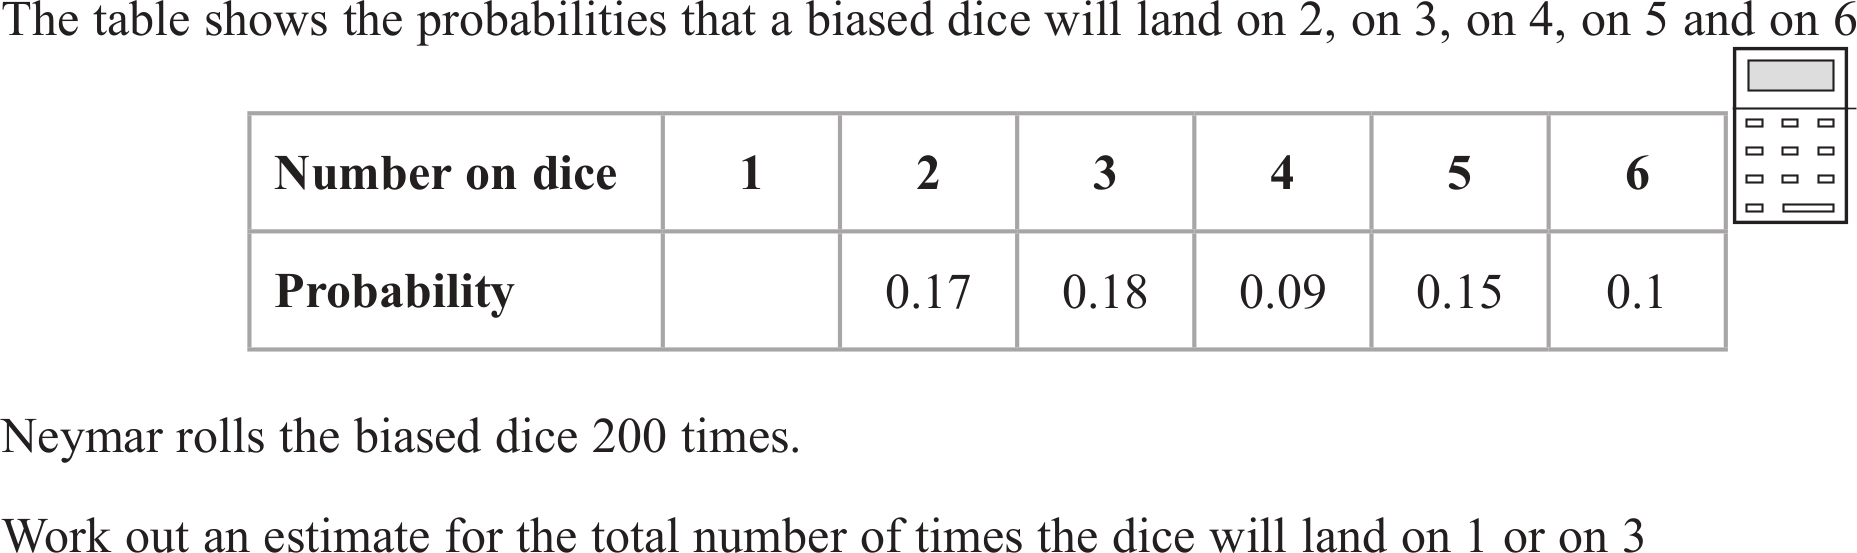 The table shows the probabilities that a biased dice will land on 2, on 3, on 4, on 5 and on 6
Number on dice 1 2 3 4 5 6
Probability 0.17 0.18 0.09 0.15 0.1
Neymar rolls the biased dice 200 times.
Work out an estimate for the total number of times the dice will land on 1 or on 3